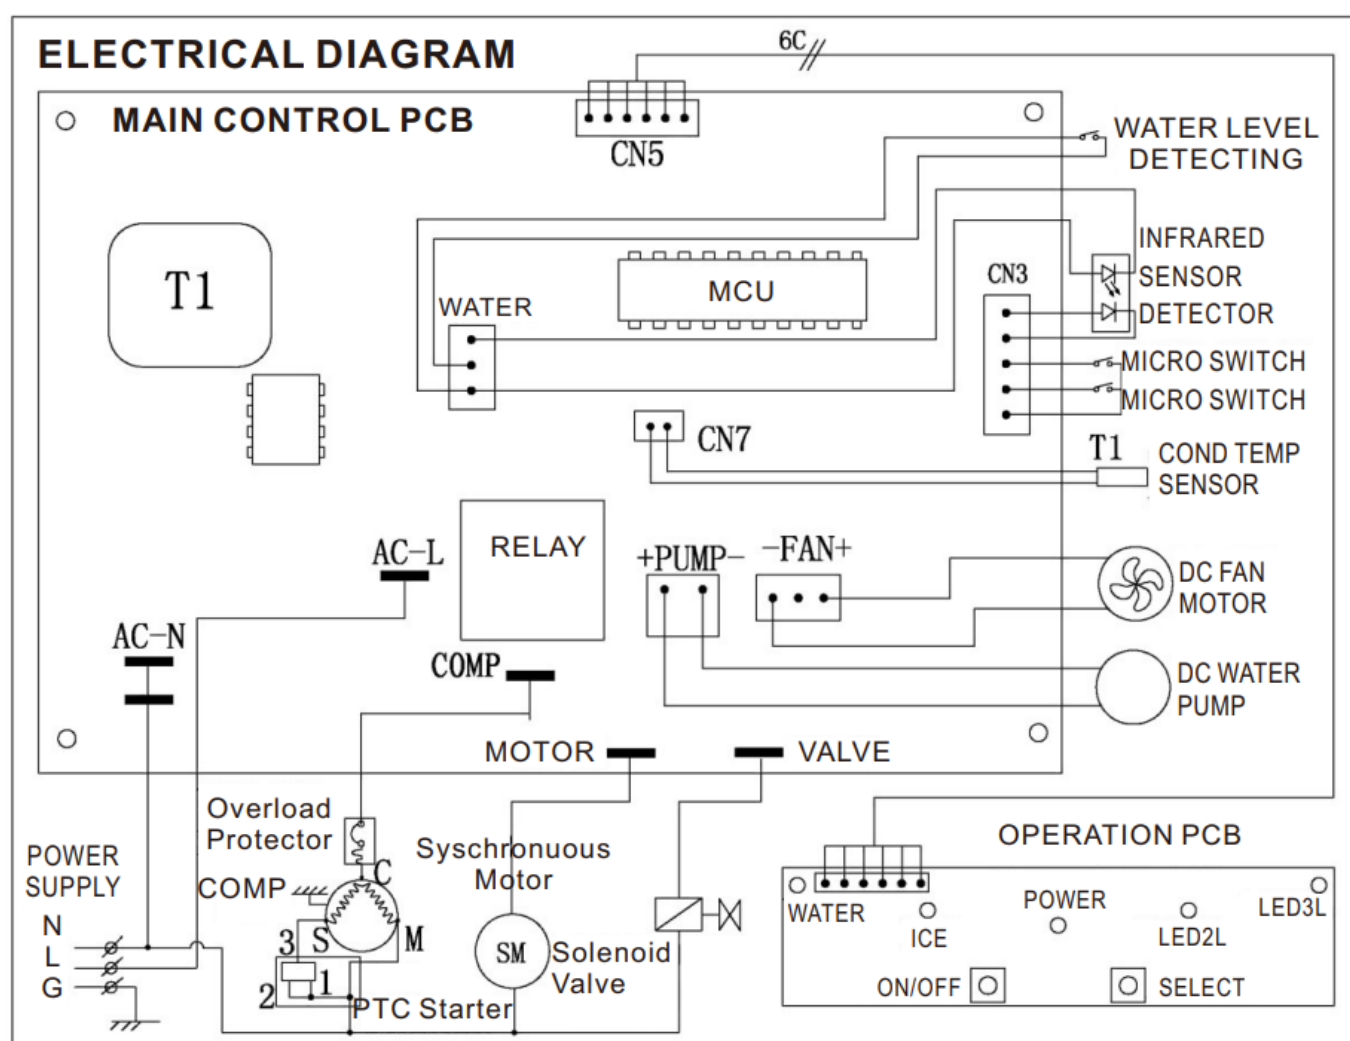 ELECTRICAL DIAGRAM
6C
MAIN CONTROL PCB
CN5
WATER LEVEL
DETECTING
INFRARED
SENSOR
DETECTOR
T1
MCU
CN3
WATER
MICRO SWITCH
MICRO SWITCH
CN7
T1
COND TEMP
SENSOR
AC-L
RELAY
+PUMP-
-FAN+
DC FAN
MOTOR
AC-N
COMP
DC WATER
PUMP
MOTOR
VALVE
Overload
Protector
POWER
SUPPLY
N
L
G
COMP
C
S
M
3
2
1
PTC Starter
Syschronuous
Motor
SM
Solenoid
Valve
OPERATION PCB
WATER
ICE
POWER
LED2L
LED3L
ON/OFF
SELECT